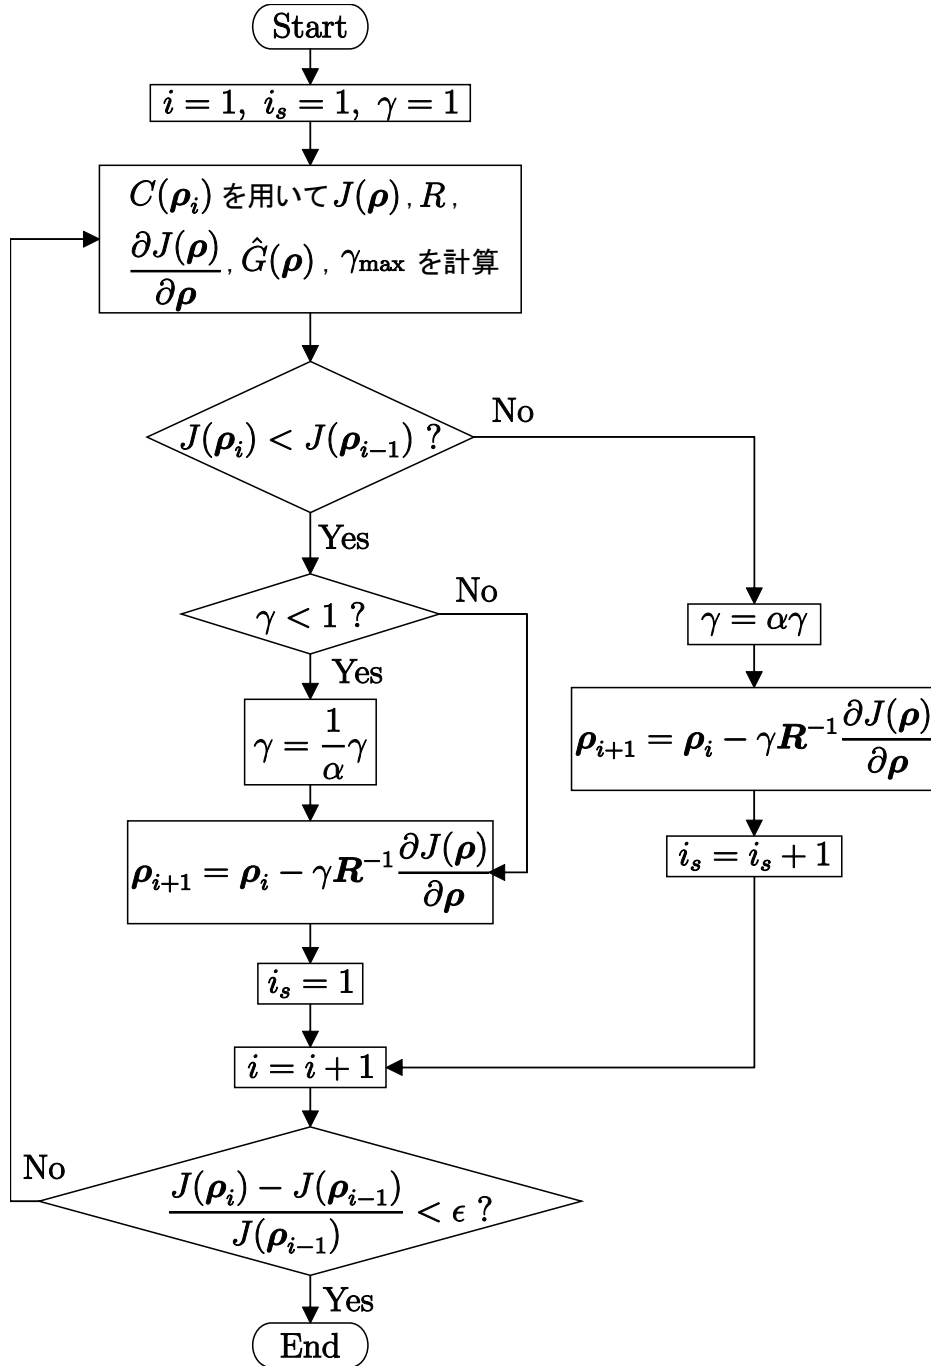 Start
i = 1, i_s = 1, γ = 1
C(ρ_i) を用いて J(ρ), R,
∂J(ρ)/∂ρ, Ĝ(ρ), γ_max を計算
No
J(ρ_i) < J(ρ_{i−1}) ?
Yes
No
γ < 1 ?
γ = αγ
Yes
γ = 1/α γ
ρ_{i+1} = ρ_i − γR^{−1} ∂J(ρ)/∂ρ
i_s = i_s + 1
ρ_{i+1} = ρ_i − γR^{−1} ∂J(ρ)/∂ρ
i_s = 1
i = i + 1
No
J(ρ_i) − J(ρ_{i−1})/J(ρ_{i−1}) < ϵ ?
Yes
End